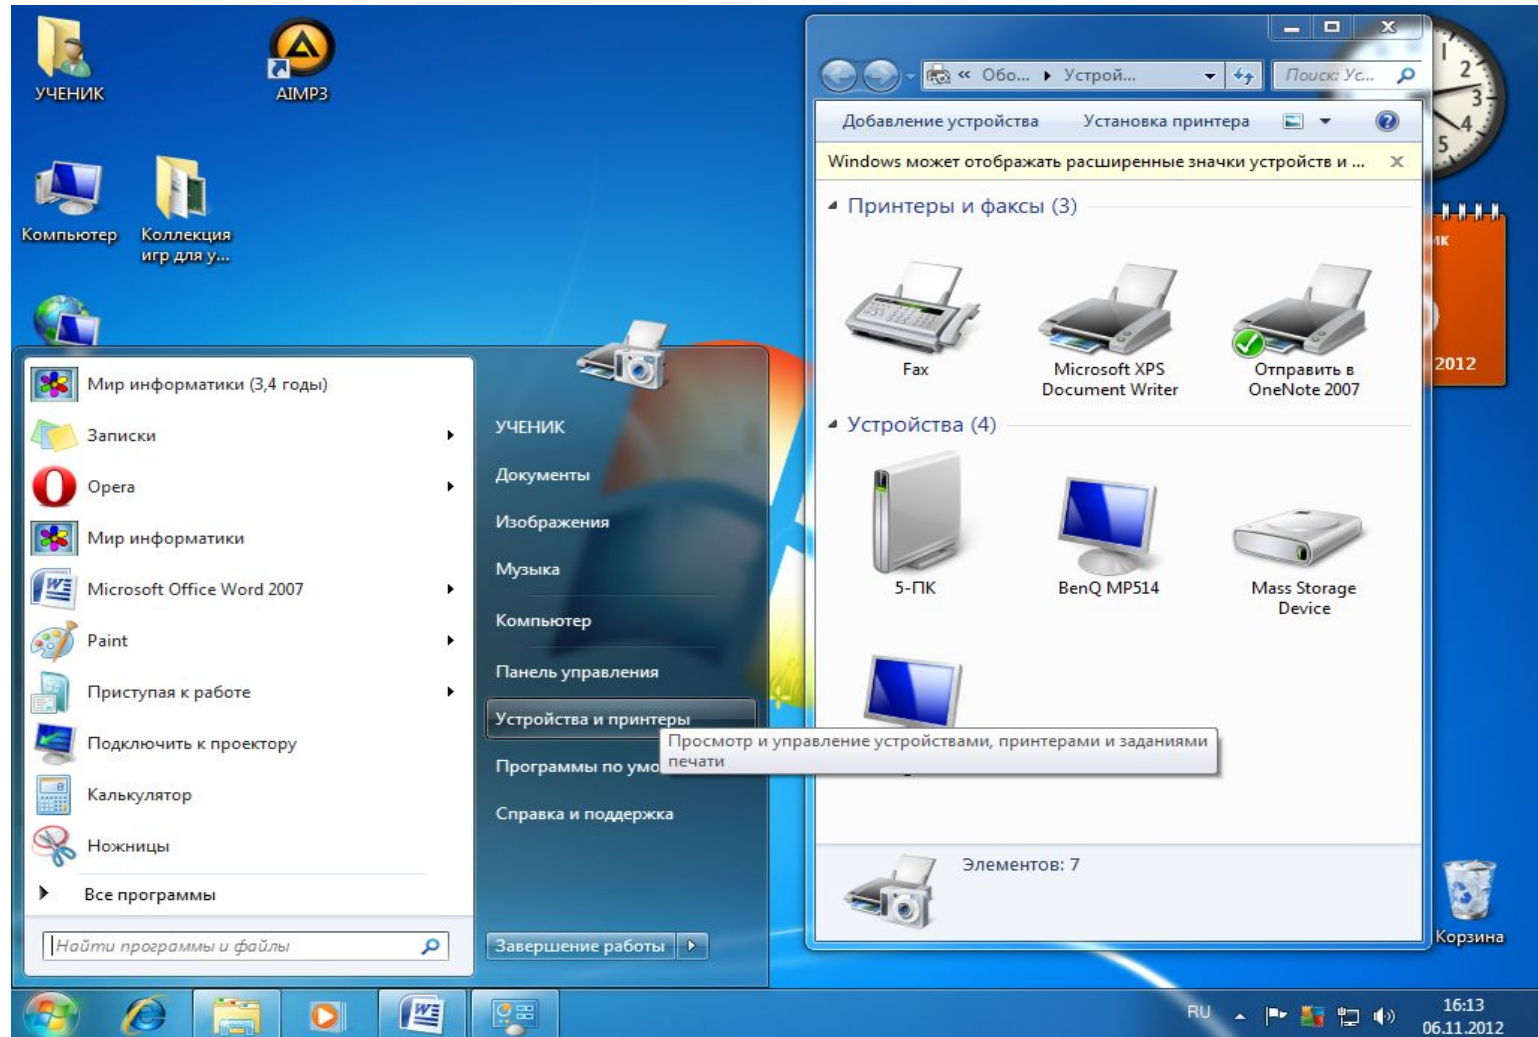 УЧЕНИК
AIMP3
Компьютер
Коллекция
игр для у...
Мир информатики (3,4 годы)
Записки
Opera
Мир информатики
Microsoft Office Word 2007
Paint
Приступая к работе
Подключить к проектору
Калькулятор
Ножницы
Все программы
Найти программы и файлы
УЧЕНИК
Документы
Изображения
Музыка
Компьютер
Панель управления
Устройства и принтеры
Программы по умо
Справка и поддержка
Завершение работы
Просмотр и управление устройствами, принтерами и заданиями
печати
« Обо... Устрой...
Поиск: Ус...
Добавление устройства Установка принтера
Windows может отображать расширенные значки устройств и ...
Принтеры и факсы (3)
Fax
Microsoft XPS
Document Writer
Отправить в
OneNote 2007
Устройства (4)
5-ПК
BenQ MP514
Mass Storage
Device
Элементов: 7
1
2
3
4
5
2012
Корзина
RU
16:13
06.11.2012